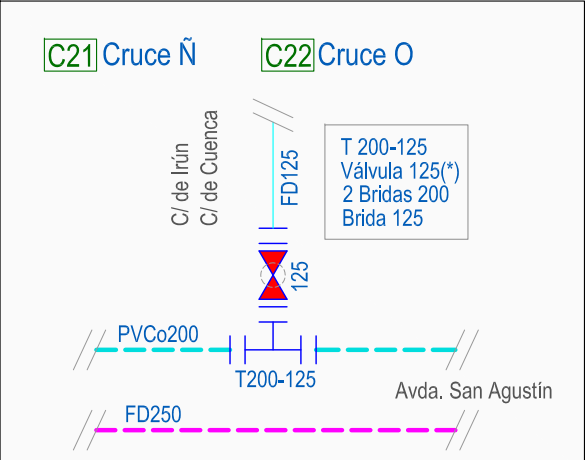 C21 Cruce Ñ
C22 Cruce O
C/ de Irún
C/ de Cuenca
FD125
T 200-125
Válvula 125(*)
2 Bridas 200
Brida 125
125
PVCo200
T200-125
Avda. San Agustín
FD250